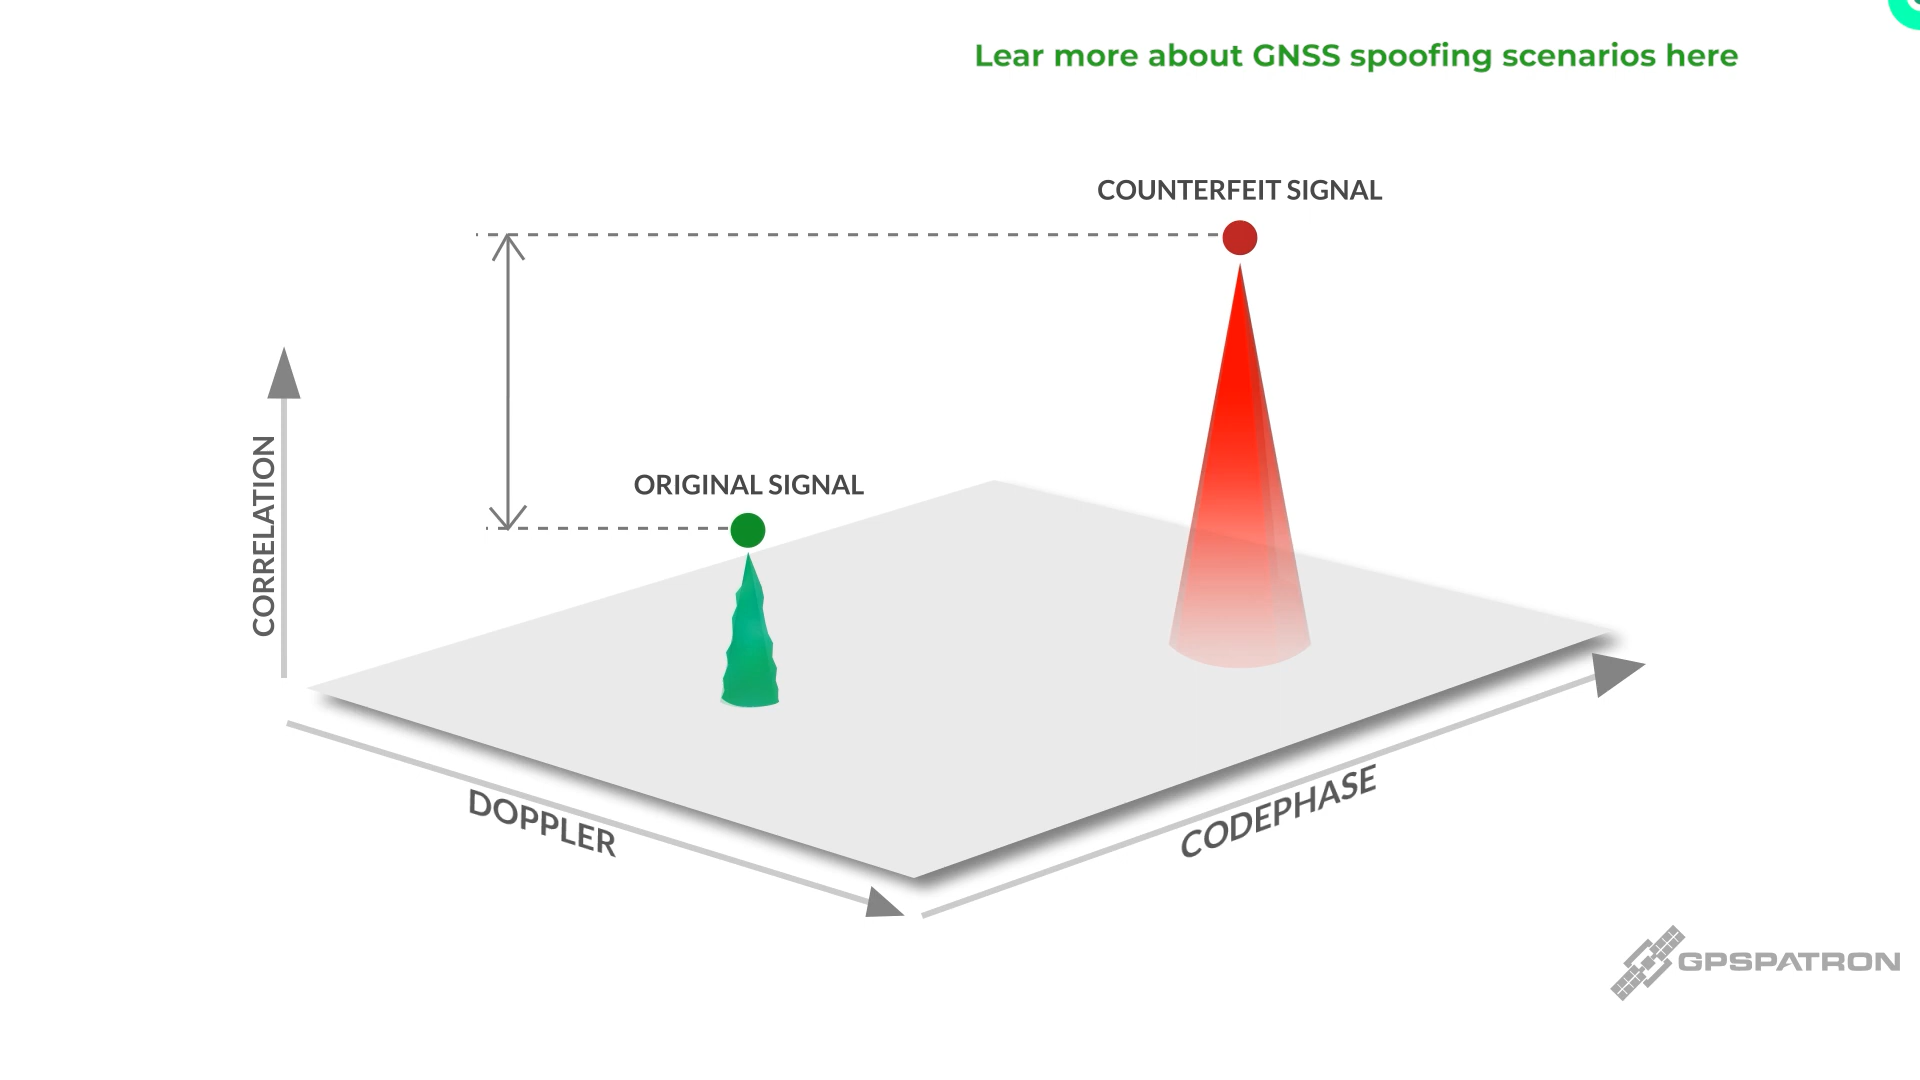 Lear more about GNSS spoofing scenarios here
COUNTERFEIT SIGNAL
ORIGINAL SIGNAL
CORRELATION
DOPPLER
CODEPHASE
GPSPATRON